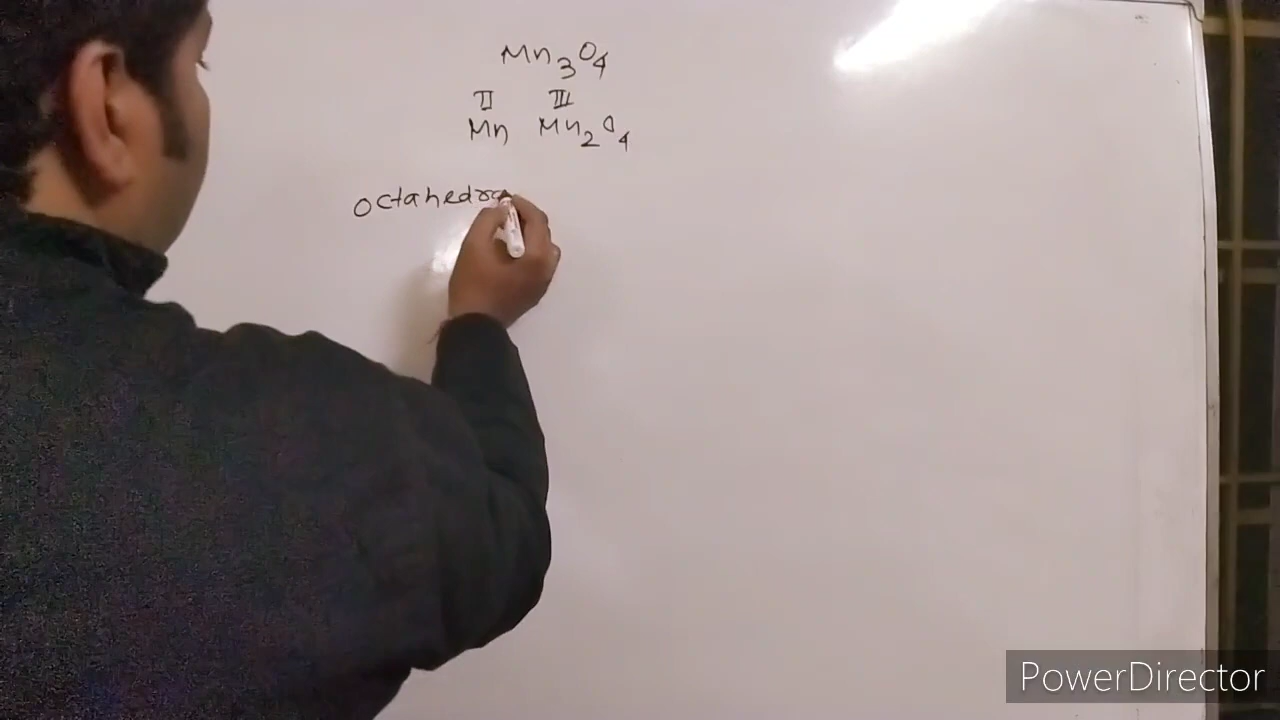 Mn3O4
II III
Mn Mn2O4
octahedra
PowerDirector